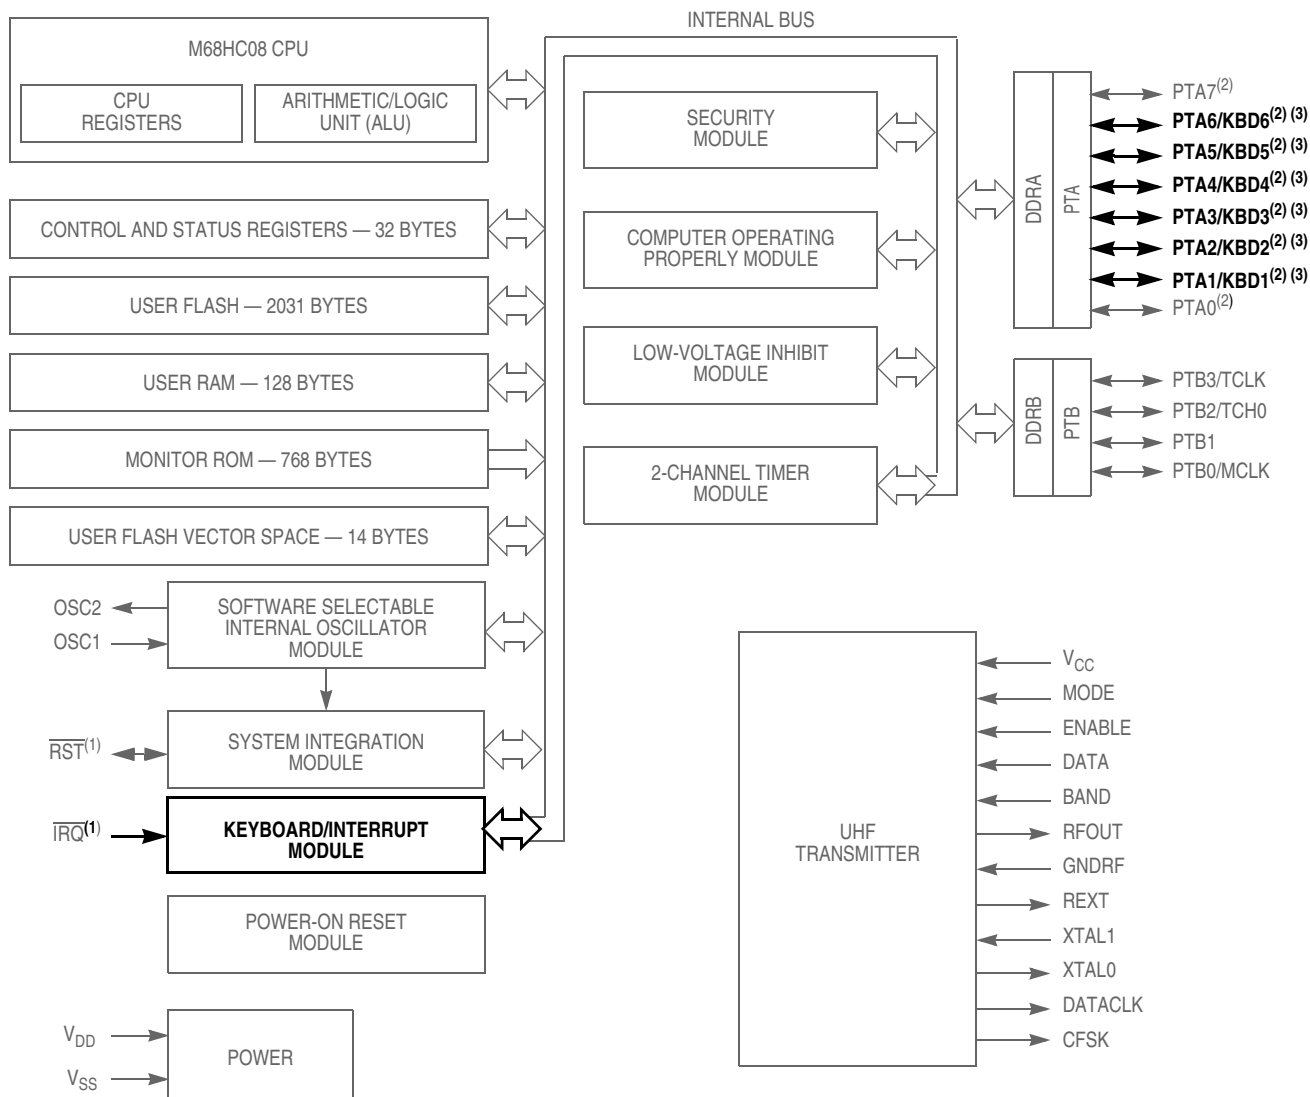 INTERNAL BUS
M68HC08 CPU
CPU
REGISTERS
ARITHMETIC/LOGIC
UNIT (ALU)
CONTROL AND STATUS REGISTERS — 32 BYTES
USER FLASH — 2031 BYTES
USER RAM — 128 BYTES
MONITOR ROM — 768 BYTES
USER FLASH VECTOR SPACE — 14 BYTES
OSC2
OSC1
SOFTWARE SELECTABLE
INTERNAL OSCILLATOR
MODULE
RST(1)
SYSTEM INTEGRATION
MODULE
IRQ(1)
KEYBOARD/INTERRUPT
MODULE
POWER-ON RESET
MODULE
VDD
VSS
POWER
SECURITY
MODULE
COMPUTER OPERATING
PROPERLY MODULE
LOW-VOLTAGE INHIBIT
MODULE
2-CHANNEL TIMER
MODULE
DDRA
PTA
PTA7(2)
PTA6/KBD6(2) (3)
PTA5/KBD5(2) (3)
PTA4/KBD4(2) (3)
PTA3/KBD3(2) (3)
PTA2/KBD2(2) (3)
PTA1/KBD1(2) (3)
PTA0(2)
DDRB
PTB
PTB3/TCLK
PTB2/TCH0
PTB1
PTB0/MCLK
UHF
TRANSMITTER
VCC
MODE
ENABLE
DATA
BAND
RFOUT
GNDRF
REXT
XTAL1
XTAL0
DATACLK
CFSK